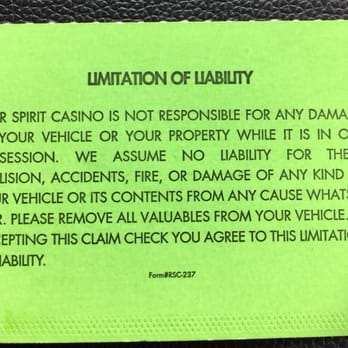 LIMITATION OF LIABILITY
R SPIRIT CASINO IS NOT RESPONSIBLE FOR ANY DAMA
YOUR VEHICLE OR YOUR PROPERTY WHILE IT IS IN O
SESSION. WE ASSUME NO LIABILITY FOR THE
LISION, ACCIDENTS, FIRE, OR DAMAGE OF ANY KIND
UR VEHICLE OR ITS CONTENTS FROM ANY CAUSE WHATS
R. PLEASE REMOVE ALL VALUABLES FROM YOUR VEHICLE.
EPTING THIS CLAIM CHECK YOU AGREE TO THIS LIMITATIO
IABILITY.
Form#RSC-237